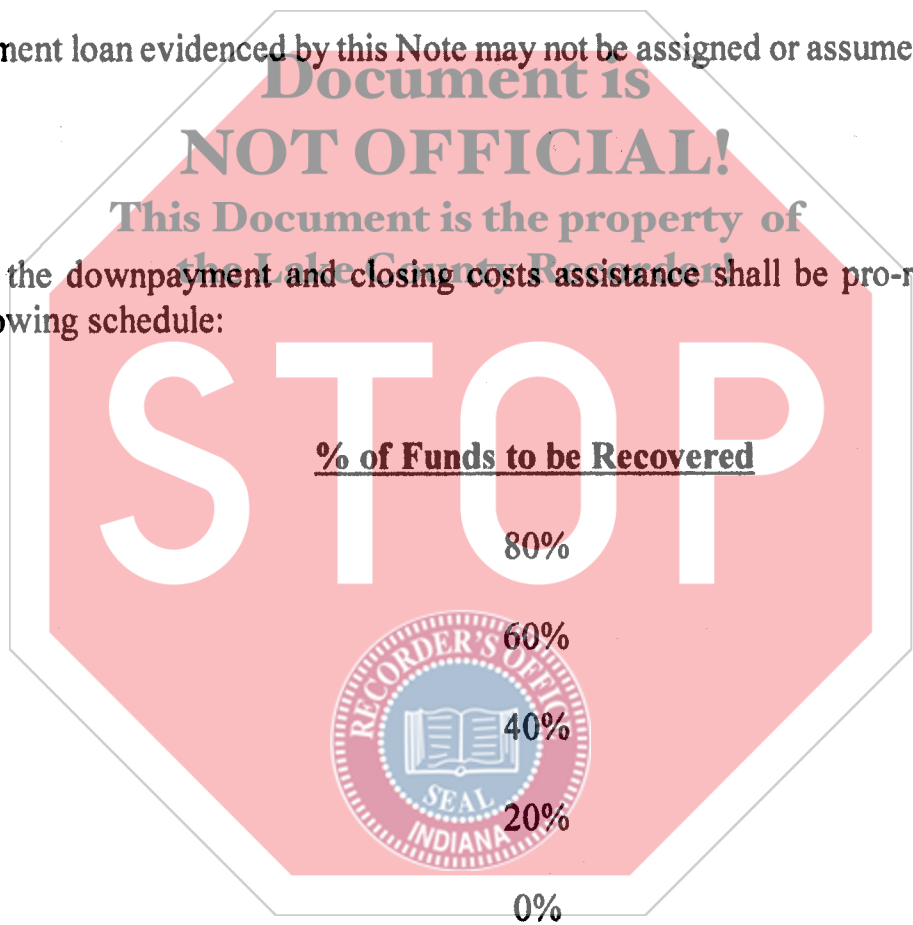 ment loan evidenced by this Note may not be assigned or assume
Document is
NOT OFFICIAL!
This Document is the property of
the Lake County Recorder!
the downpayment and closing costs assistance shall be pro-r
owing schedule:
STOP
% of Funds to be Recovered
80%
60%
40%
20%
0%
RECORDER'S OFFICE
SEAL
INDIANA